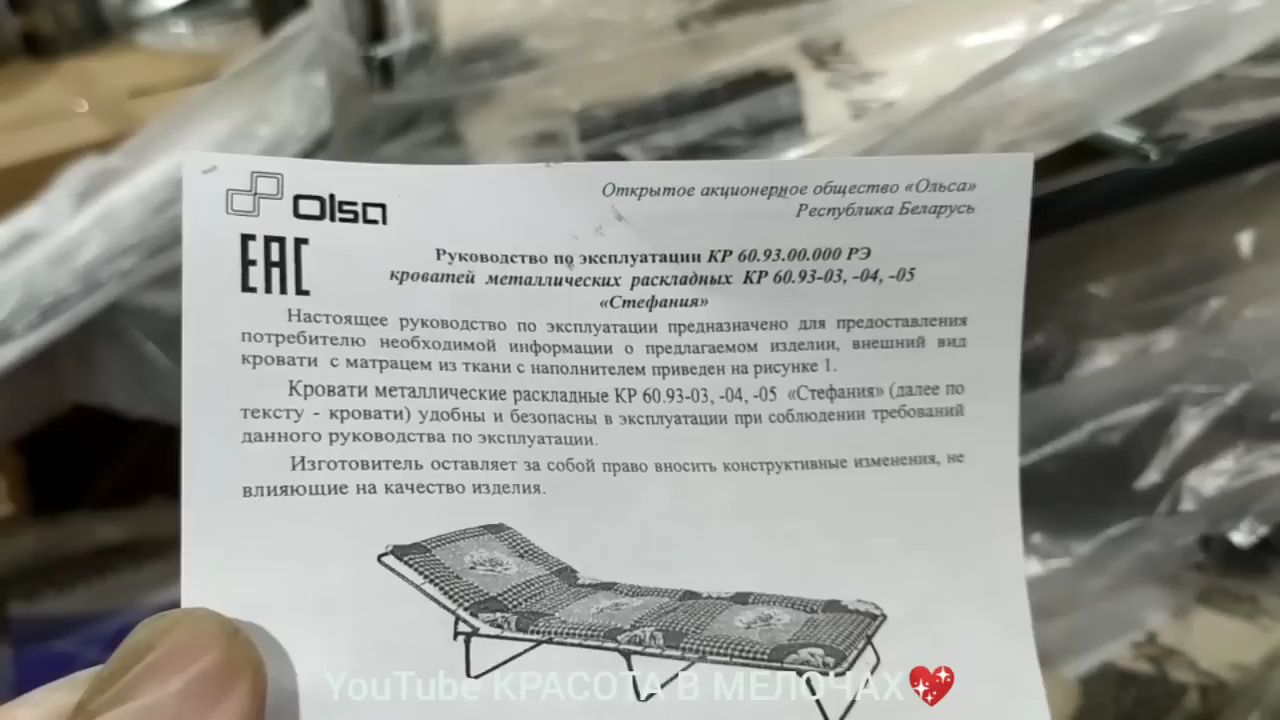 Olsa
Открытое акционерное общество «Ольса»
Республика Беларусь
EAC
Руководство по эксплуатации КР 60.93.00.000 РЭ
кроватей металлических раскладных КР 60.93-03, -04, -05
«Стефания»
Настоящее руководство по эксплуатации предназначено для предоставления
потребителю необходимой информации о предлагаемом изделии, внешний вид
кровати с матрацем из ткани с наполнителем приведен на рисунке 1.
Кровати металлические раскладные КР 60.93-03, -04, -05 «Стефания» (далее по
тексту - кровати) удобны и безопасны в эксплуатации при соблюдении требований
данного руководства по эксплуатации.
Изготовитель оставляет за собой право вносить конструктивные изменения, не
влияющие на качество изделия.
YouTube КРАСОТА В МЕЛОЧАХ💖